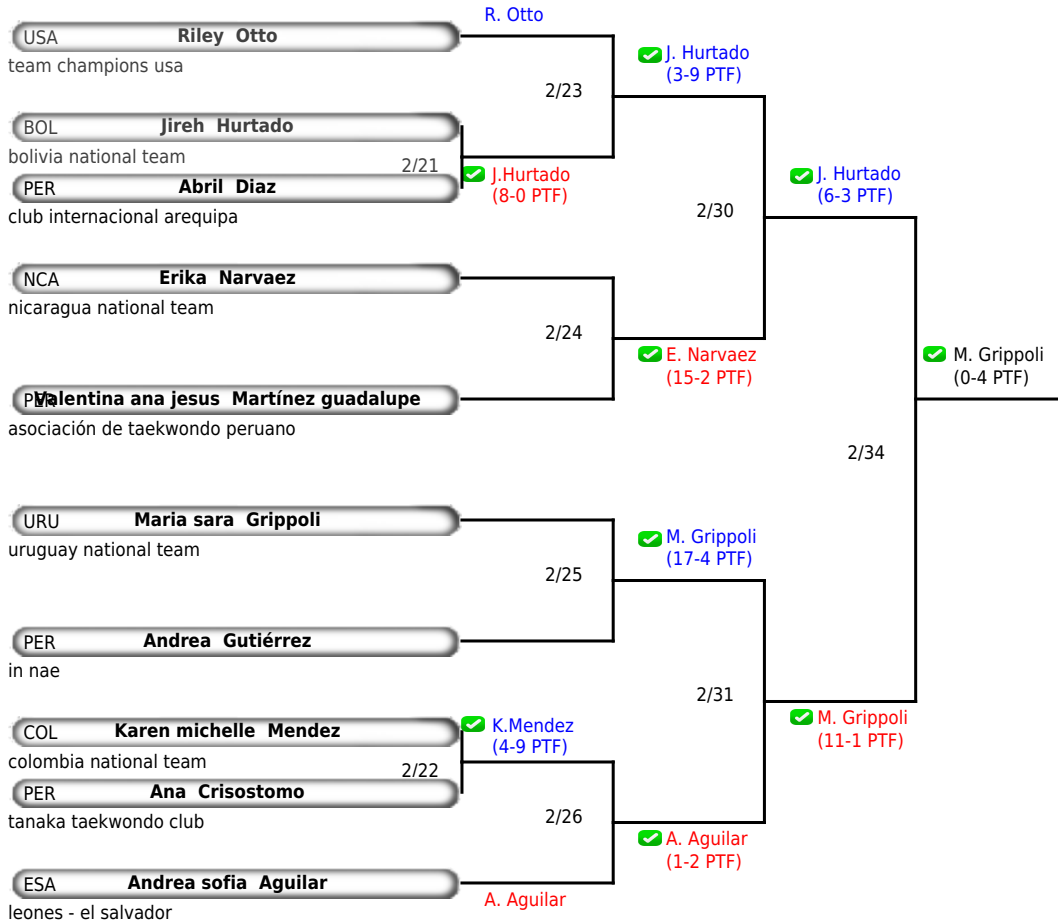 R. Otto
USA Riley Otto
team champions usa
J. Hurtado
(3-9 PTF)
2/23
BOL Jireh Hurtado
bolivia national team
2/21
J.Hurtado
(8-0 PTF)
PER Abril Diaz
club internacional arequipa
J. Hurtado
(6-3 PTF)
2/30
NCA Erika Narvaez
nicaragua national team
2/24
E. Narvaez
(15-2 PTF)
M. Grippoli
(0-4 PTF)
PER Valentina ana jesus Martínez guadalupe
asociación de taekwondo peruano
2/34
URU Maria sara Grippoli
uruguay national team
M. Grippoli
(17-4 PTF)
2/25
PER Andrea Gutiérrez
in nae
2/31
M. Grippoli
(11-1 PTF)
COL Karen michelle Mendez
colombia national team
K.Mendez
(4-9 PTF)
2/22
PER Ana Crisostomo
tanaka taekwondo club
2/26
A. Aguilar
(1-2 PTF)
ESA Andrea sofia Aguilar
leones - el salvador
A. Aguilar